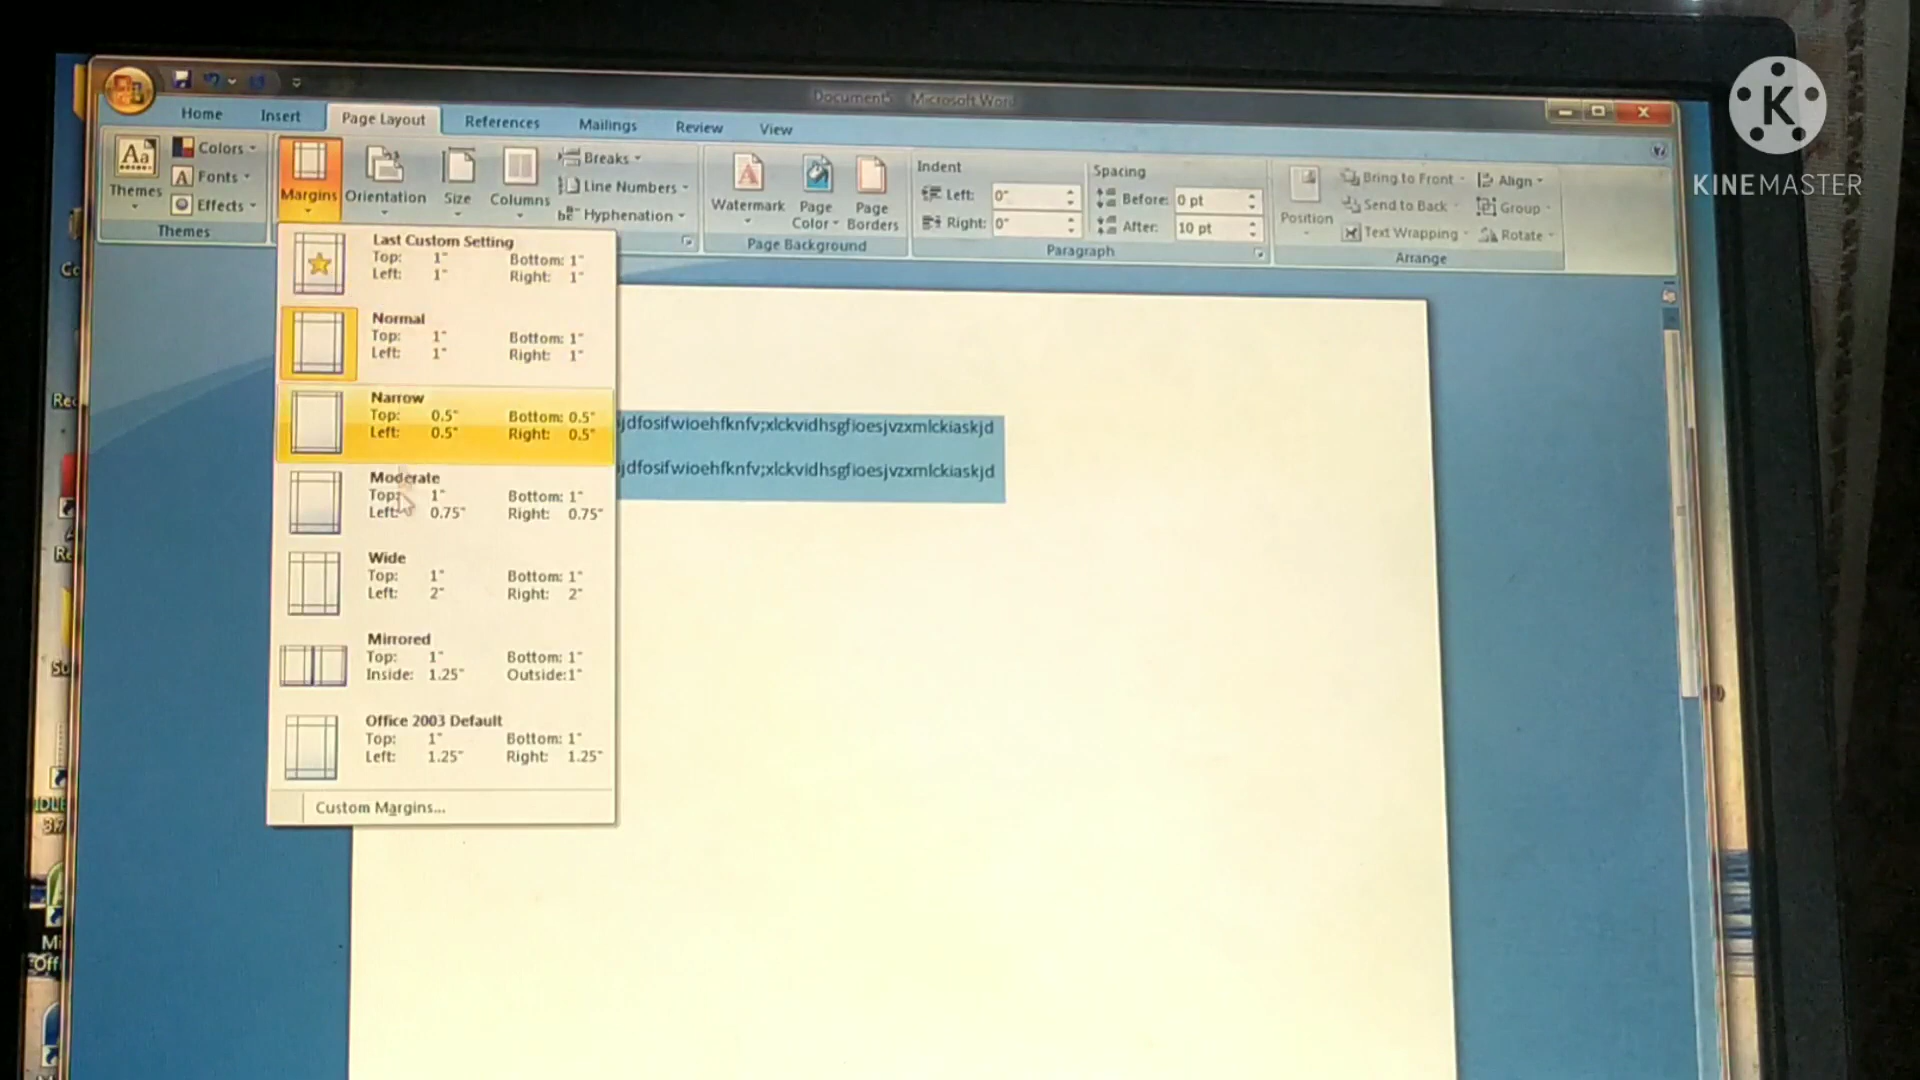 Document5 - Microsoft Word
K
KINEMASTER
Home Insert Page Layout References Mailings Review View
Aa Themes
Colors
Fonts
Effects
Themes
Margins
Orientation
Size
Columns
Breaks
Line Numbers
Hyphenation
Watermark
Page Color
Page Borders
Page Background
Indent
Left: 0"
Right: 0"
Spacing
Before: 0 pt
After: 10 pt
Paragraph
Position
Bring to Front
Send to Back
Text Wrapping
Align
Group
Rotate
Arrange
Last Custom Setting
Top: 1" Bottom: 1"
Left: 1" Right: 1"
Normal
Top: 1" Bottom: 1"
Left: 1" Right: 1"
Narrow
Top: 0.5" Bottom: 0.5"
Left: 0.5" Right: 0.5"
Moderate
Top: 1" Bottom: 1"
Left: 0.75" Right: 0.75"
Wide
Top: 1" Bottom: 1"
Left: 2" Right: 2"
Mirrored
Top: 1" Bottom: 1"
Inside: 1.25" Outside:1"
Office 2003 Default
Top: 1" Bottom: 1"
Left: 1.25" Right: 1.25"
Custom Margins...
jdfosifwioehfknfv;xlckvidhsgfioesjvzxmlckiaskjd
jdfosifwioehfknfv;xlckvidhsgfioesjvzxmlckiaskjd
Rec
Re
IDLE
Mi
Off